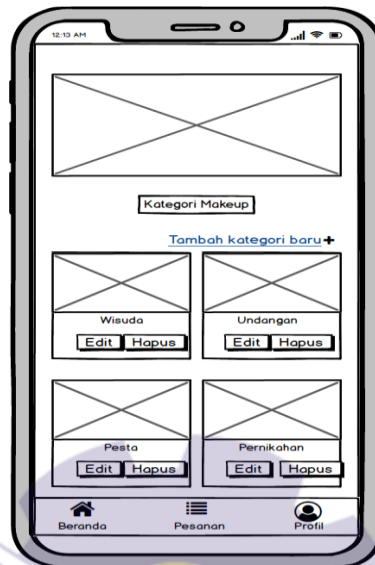 12:13 AM
Kategori Makeup
Tambah kategori baru+
Wisuda Undangan
Edit Hapus Edit Hapus
Pesta Pernikahan
Edit Hapus Edit Hapus
Beranda Pesanan Profil